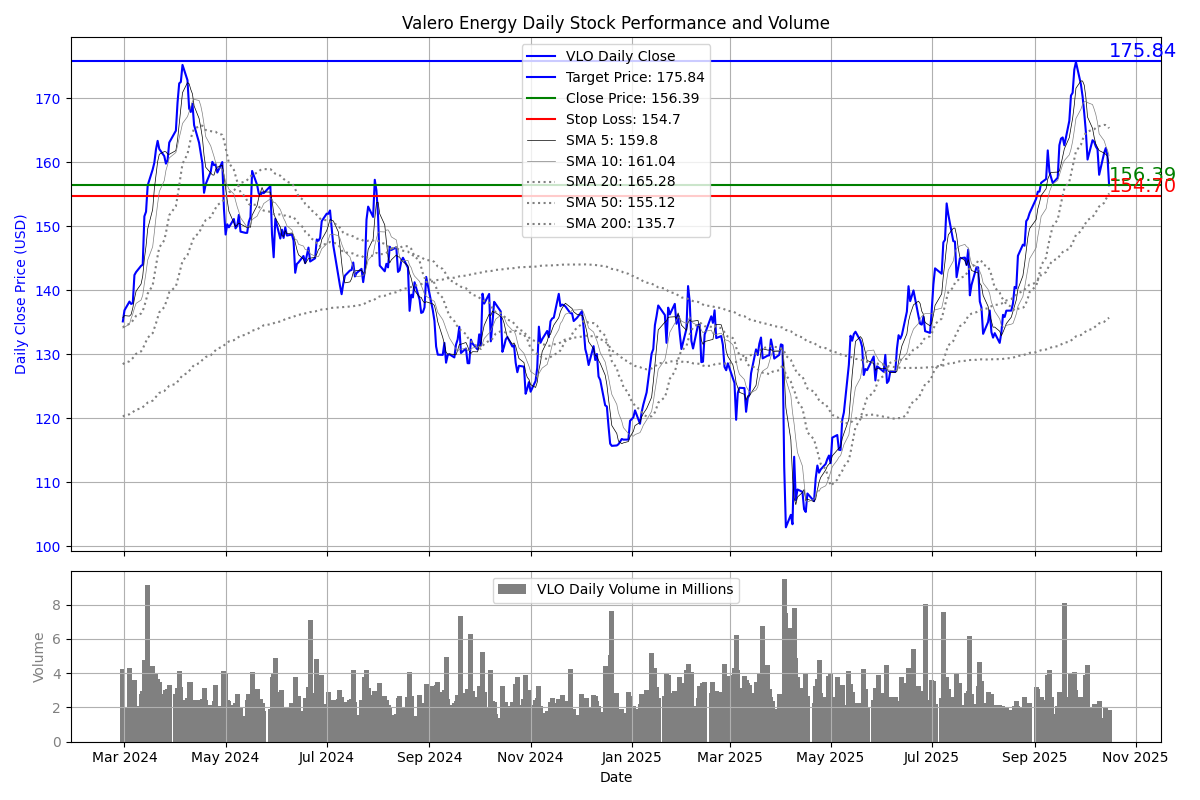 Valero Energy Daily Stock Performance and Volume
175.84
156.39
154.70
VLO Daily Close
Target Price: 175.84
Close Price: 156.39
Stop Loss: 154.7
SMA 5: 159.8
SMA 10: 161.04
SMA 20: 165.28
SMA 50: 155.12
SMA 200: 135.7
Daily Close Price (USD)
170
160
150
140
130
120
110
100
VLO Daily Volume in Millions
Volume
8
6
4
2
0
Mar 2024 May 2024 Jul 2024 Sep 2024 Nov 2024 Jan 2025 Mar 2025 May 2025 Jul 2025 Sep 2025 Nov 2025
Date